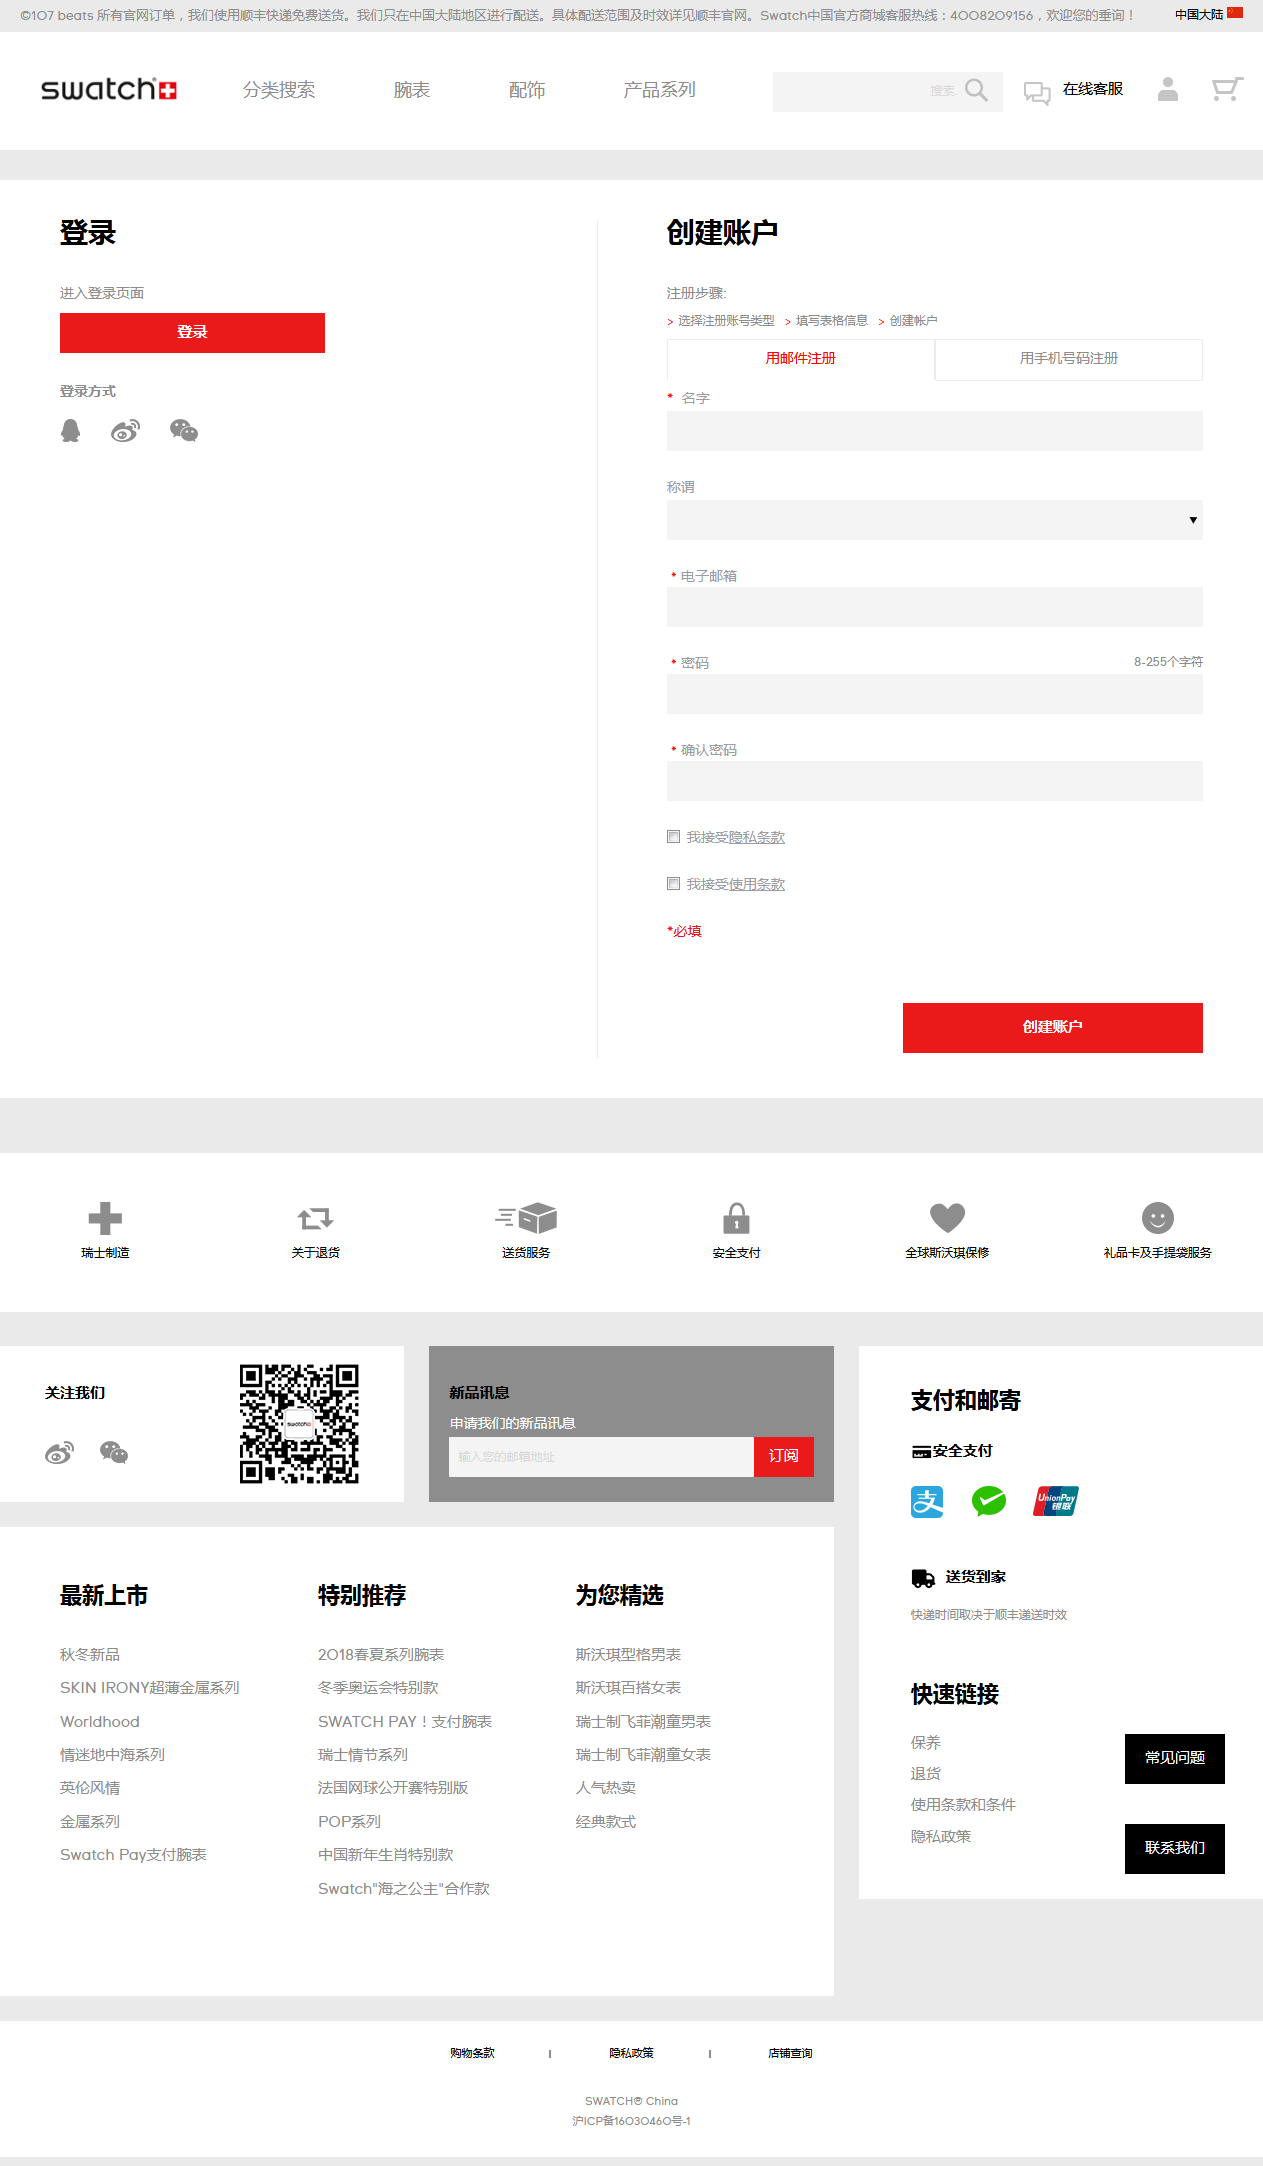 ©107 beats 所有官网订单，我们使用顺丰快递免费送货。我们只在中国大陆地区进行配送。具体配送范围及时效详见顺丰官网。Swatch中国官方商城客服热线：4008209156，欢迎您的垂询！ 中国大陆
swatch 分类搜索 腕表 配饰 产品系列 搜索. 在线客服
登录
进入登录页面
登录
登录方式
创建账户
注册步骤:
> 选择注册账号类型 > 填写表格信息 > 创建帐户
用邮件注册 用手机号码注册
* 名字
称谓
* 电子邮箱
* 密码 8-255个字符
* 确认密码
我接受隐私条款
我接受使用条款
*必填
创建账户
瑞士制造 关于退货 送货服务 安全支付 全球斯沃琪保修 礼品卡及手提袋服务
关注我们
swatch
新品讯息
申请我们的新品讯息
输入您的邮箱地址 订阅
支付和邮寄
安全支付
支 UnionPay 银联
送货到家
快递时间取决于顺丰递送时效
快速链接
保养
退货
使用条款和条件
隐私政策
常见问题
联系我们
最新上市
秋冬新品
SKIN IRONY超薄金属系列
Worldhood
情迷地中海系列
英伦风情
金属系列
Swatch Pay支付腕表
特别推荐
2018春夏系列腕表
冬季奥运会特别款
SWATCH PAY！支付腕表
瑞士情节系列
法国网球公开赛特别版
POP系列
中国新年生肖特别款
Swatch"海之公主"合作款
为您精选
斯沃琪型格男表
斯沃琪百搭女表
瑞士制飞菲潮童男表
瑞士制飞菲潮童女表
人气热卖
经典款式
购物条款 | 隐私政策 | 店铺查询
SWATCH® China
沪ICP备16030460号-1